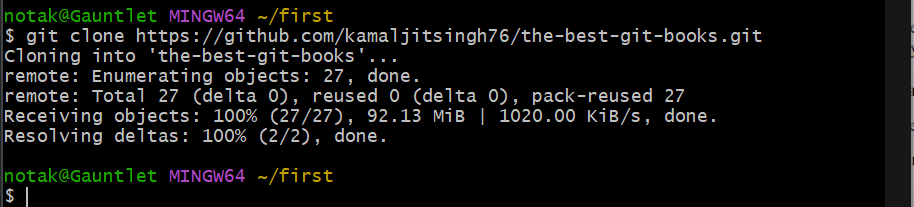 notak@Gauntlet MINGW64 ~/first
$ git clone https://github.com/kamaljitsingh76/the-best-git-books.git
Cloning into 'the-best-git-books'...
remote: Enumerating objects: 27, done.
remote: Total 27 (delta 0), reused 0 (delta 0), pack-reused 27
Receiving objects: 100% (27/27), 92.13 MiB | 1020.00 KiB/s, done.
Resolving deltas: 100% (2/2), done.
notak@Gauntlet MINGW64 ~/first
$